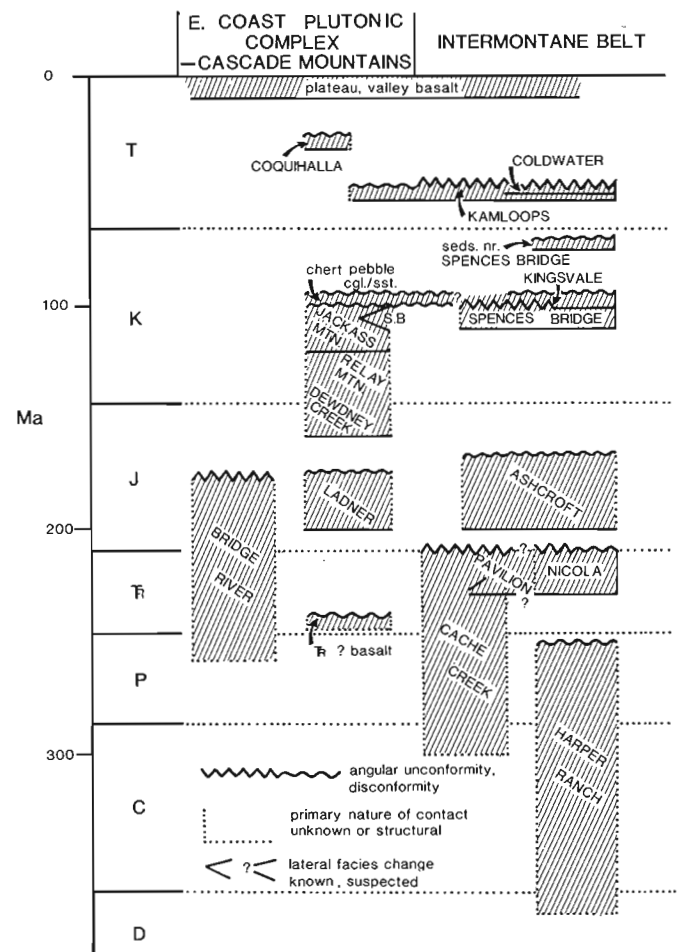 E. COAST PLUTONIC
COMPLEX
—CASCADE MOUNTAINS
INTERMONTANE BELT
0
plateau, valley basalt
T
COQUIHALLA
COLDWATER
KAMLOOPS
seds. nr.
SPENCES BRIDGE
KINGSVALE
chert pebble
cgl./sst.
100
K
JACKASS
MTN
S.B
SPENCES BRIDGE
RELAY
MTN
DEWDNEY
CREEK
Ma
J
LADNER
ASHCROFT
200
BRIDGE
RIVER
?
PAVILION
?
NICOLA
TR
TR ? basalt
CACHE
CREEK
P
HARPER
RANCH
300
angular unconformity,
disconformity
C
primary nature of contact
unknown or structural
? lateral facies change
known, suspected
D